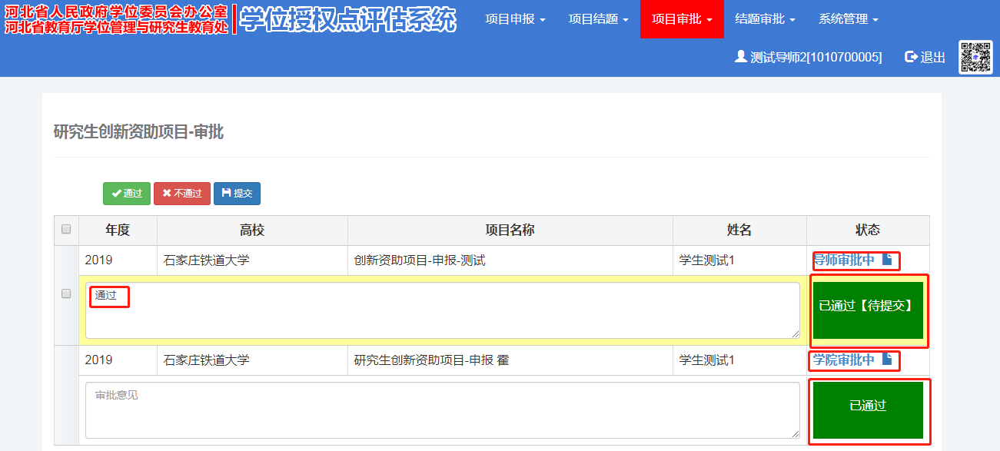 河北省人民政府学位委员会办公室
河北省教育厅学位管理与研究生教育处
学位授权点评估系统
项目申报 项目结题 项目审批 结题审批 系统管理
测试导师2[1010700005] 退出
研究生创新资助项目-审批
通过 不通过 提交
年度 高校 项目名称 姓名 状态
2019 石家庄铁道大学 创新资助项目-申报-测试 学生测试1 导师审批中
通过 已通过【待提交】
2019 石家庄铁道大学 研究生创新资助项目-申报 霍 学生测试1 学院审批中
审批意见 已通过